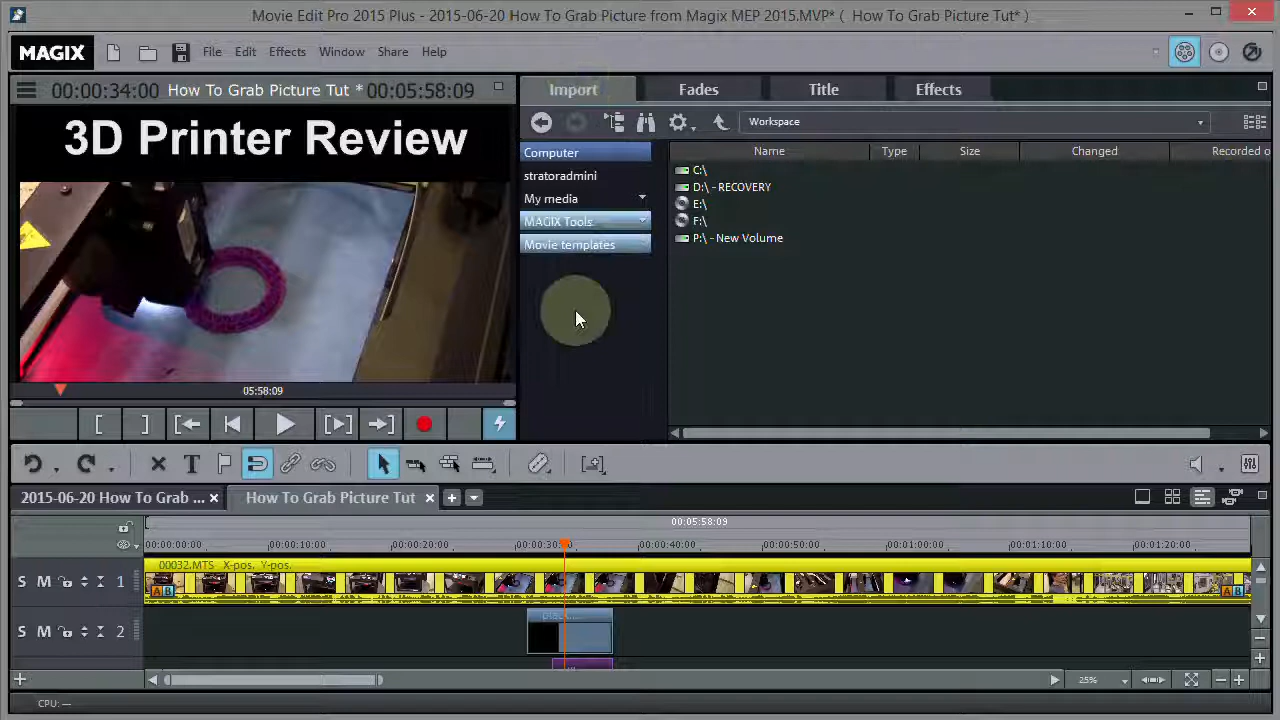 Movie Edit Pro 2015 Plus - 2015-06-20 How To Grab Picture from Magix MEP 2015.MVP* ( How To Grab Picture Tut* )
MAGIX File Edit Effects Window Share Help
00:00:34:00 How To Grab Picture Tut * 00:05:58:09
Import Fades Title Effects
Workspace
3D Printer Review
Computer
stratoradmini
My media
MAGIX Tools
Movie templates
Name Type Size Changed Recorded o
C:\
D:\ - RECOVERY
E:\
F:\
P:\ - New Volume
05:58:09
2015-06-20 How To Grab ... How To Grab Picture Tut
00:05:58:09
00:00:00:00 00:00:10:00 00:00:20:00 00:00:30: 00:00:40:00 00:00:50:00 00:01:00:00 00:01:10:00 00:01:20:00
00032.MTS X-pos, Y-pos,
S M 1
A B A B
S M 2
25%
CPU: —